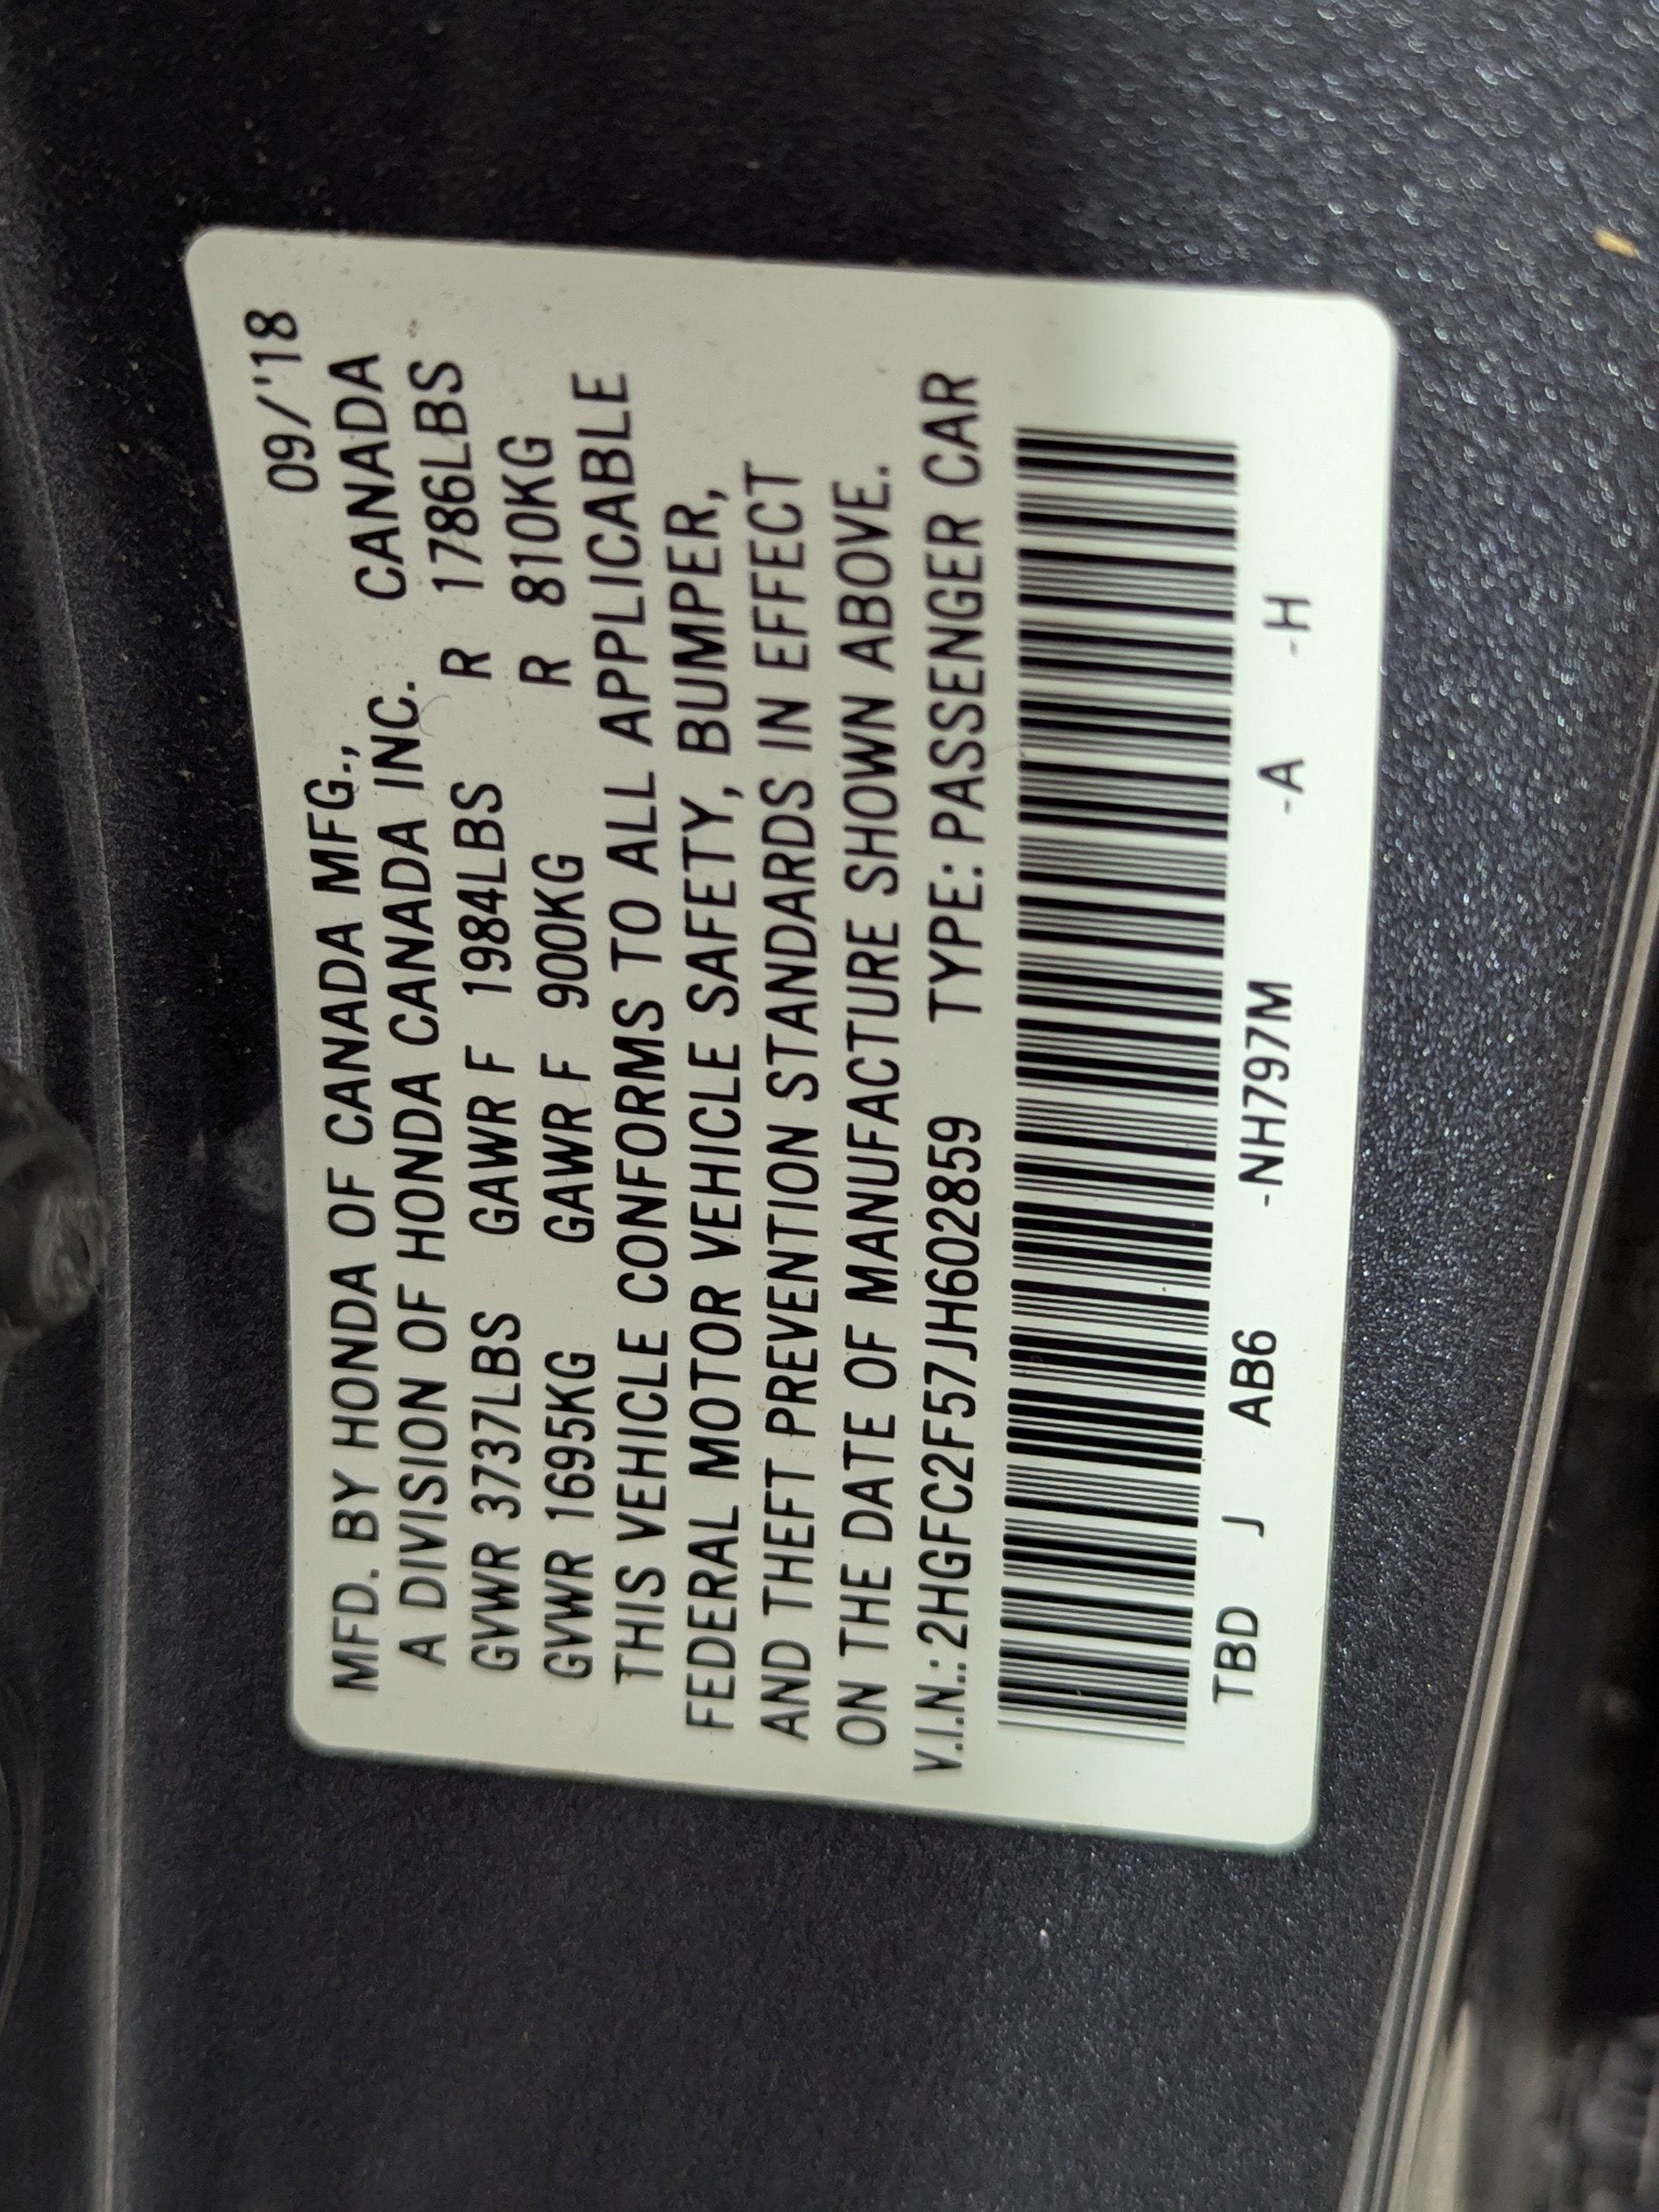 MFD. BY HONDA OF CANADA MFG., 09/'18
A DIVISION OF HONDA CANADA INC. CANADA
GVWR 3737LBS GAWR F 1984LBS R 1786LBS
GVWR 1695KG GAWR F 900KG R 810KG
THIS VEHICLE CONFORMS TO ALL APPLICABLE
FEDERAL MOTOR VEHICLE SAFETY, BUMPER,
AND THEFT PREVENTION STANDARDS IN EFFECT
ON THE DATE OF MANUFACTURE SHOWN ABOVE.
V.I.N.:2HGFC2F57JH602859 TYPE: PASSENGER CAR
TBD J AB6 -NH797M -A -H